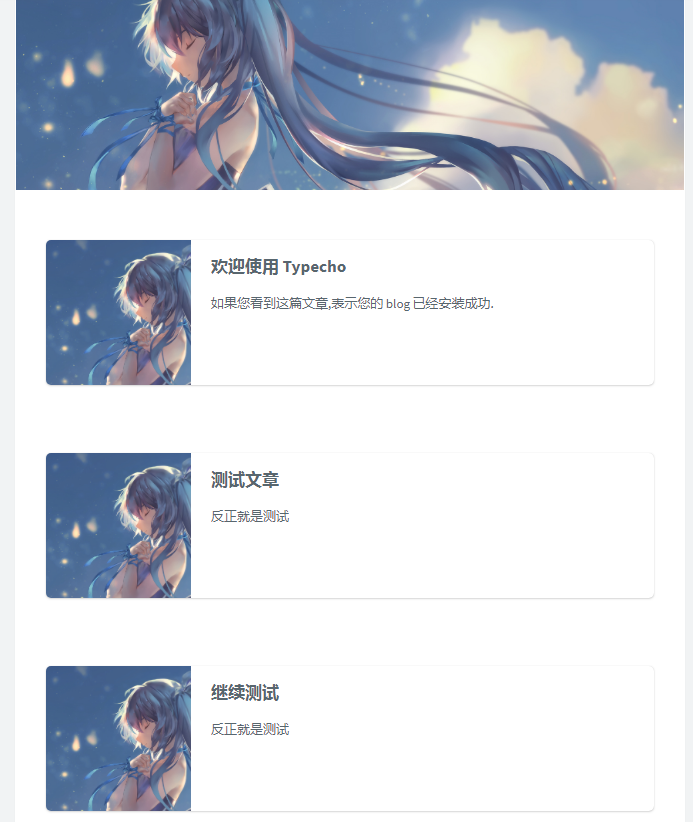 欢迎使用 Typecho
如果您看到这篇文章,表示您的 blog 已经安装成功.
测试文章
反正就是测试
继续测试
反正就是测试